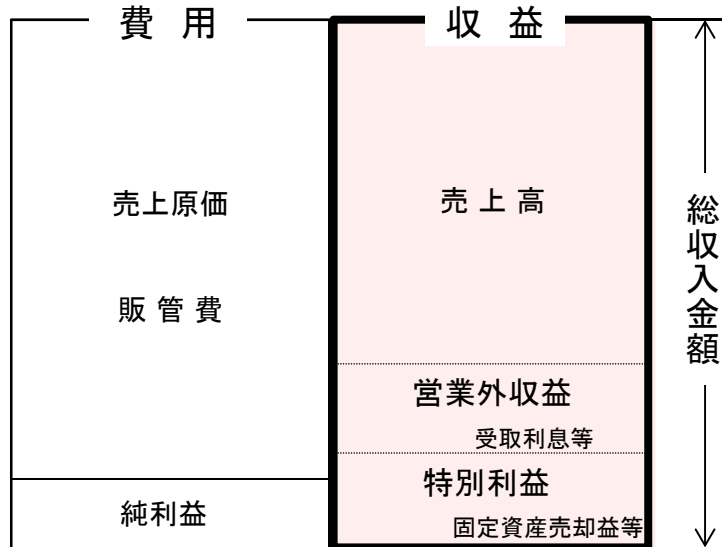 費用
収益
売上原価
販管費
純利益
売上高
営業外収益
受取利息等
特別利益
固定資産売却益等
総収入金額